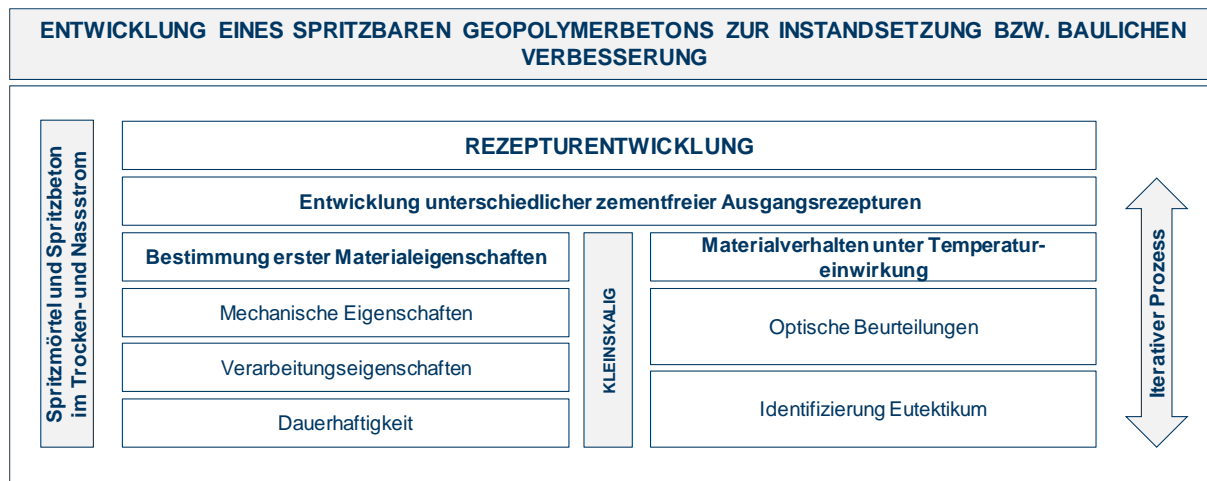 ENTWICKLUNG EINES SPRITZBAREN GEOPOLYMERBETONS ZUR INSTANDSETZUNG BZW. BAULICHEN
VERBESSERUNG
Spritzmörtel und Spritzbeton
im Trocken- und Nassstrom
REZEPTURENTWICKLUNG
Entwicklung unterschiedlicher zementfreier Ausgangsrezepturen
Bestimmung erster Materialeigenschaften
Mechanische Eigenschaften
Verarbeitungseigenschaften
Dauerhaftigkeit
KLEINSKALIG
Materialverhalten unter Temperatur-
einwirkung
Optische Beurteilungen
Identifizierung Eutektikum
Iterativer Prozess